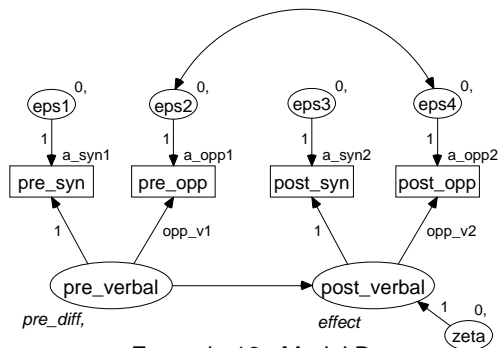 0, 0, 0, 0,
eps1 eps2 eps3 eps4
1 1 1 1
a_syn1 a_opp1 a_syn2 a_opp2
pre_syn pre_opp post_syn post_opp
1 opp_v1 1 opp_v2
pre_verbal post_verbal
pre_diff, effect
1 0,
zeta